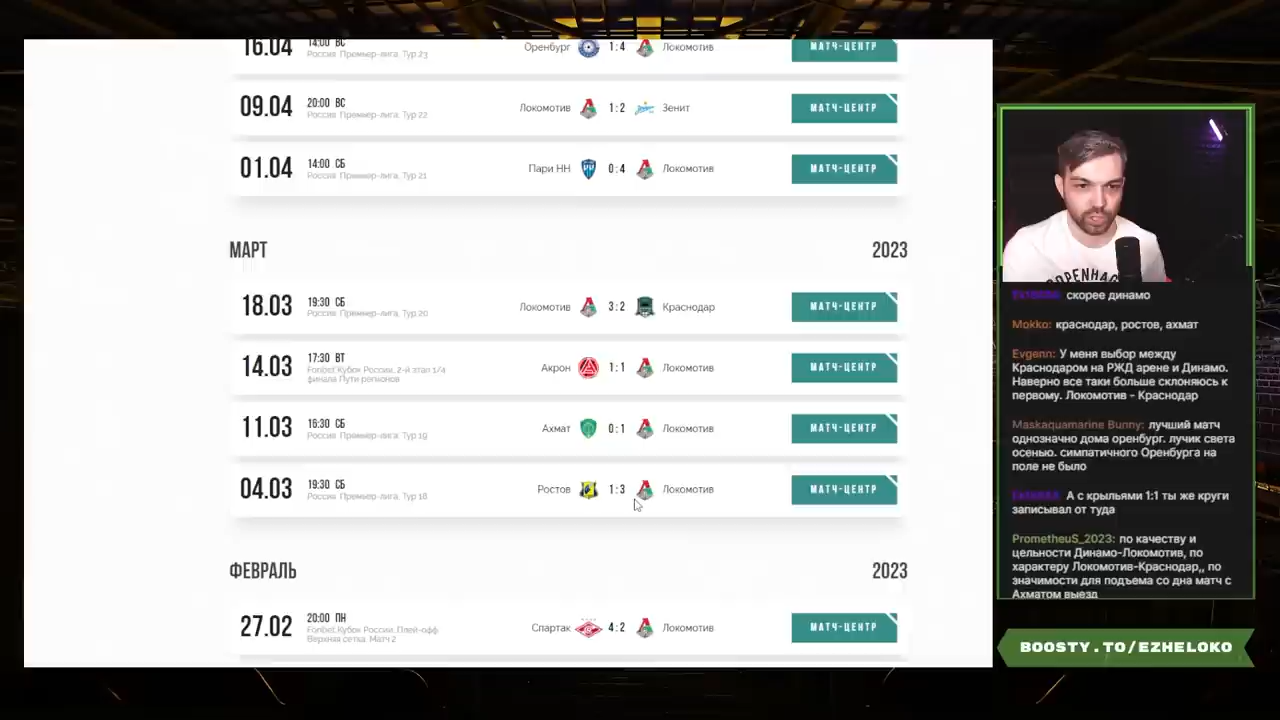 16.04
14:00 ВС
Россия. Премьер-лига. Тур 23
Оренбург 1:4 Локомотив
МАТЧ-ЦЕНТР
09.04
20:00 ВС
Россия. Премьер-лига. Тур 22
Локомотив 1:2 Зенит
МАТЧ-ЦЕНТР
01.04
14:00 СБ
Россия. Премьер-лига. Тур 21
Пари НН 0:4 Локомотив
МАТЧ-ЦЕНТР
МАРТ 2023
18.03
19:30 СБ
Россия. Премьер-лига. Тур 20
Локомотив 3:2 Краснодар
МАТЧ-ЦЕНТР
14.03
17:30 ВТ
Fonbet Кубок России. 2-й этап 1/4
финала Пути регионов
Акрон 1:1 Локомотив
МАТЧ-ЦЕНТР
11.03
16:30 СБ
Россия. Премьер-лига. Тур 19
Ахмат 0:1 Локомотив
МАТЧ-ЦЕНТР
04.03
19:30 СБ
Россия. Премьер-лига. Тур 18
Ростов 1:3 Локомотив
МАТЧ-ЦЕНТР
ФЕВРАЛЬ 2023
27.02
20:00 ПН
Fonbet Кубок России. Плей-офф.
Верхняя сетка. Матч 2
Спартак 4:2 Локомотив
МАТЧ-ЦЕНТР
скорее динамо
Mokko: краснодар, ростов, ахмат
Evgenn: У меня выбор между
Краснодаром на РЖД арене и Динамо.
Наверно все таки больше склоняюсь к
первому. Локомотив - Краснодар
Maskaquamarine Bunny: лучший матч
однозначно дома оренбург. лучик света
осенью. симпатичного Оренбурга на
поле не было
А с крыльями 1:1 ты же круги
записывал от туда
PrometheuS_2023: по качеству и
цельности Динамо-Локомотив, по
характеру Локомотив-Краснодар,, по
значимости для подъема со дна матч с
Ахматом выезд
BOOSTY.TO/EZHELOKO